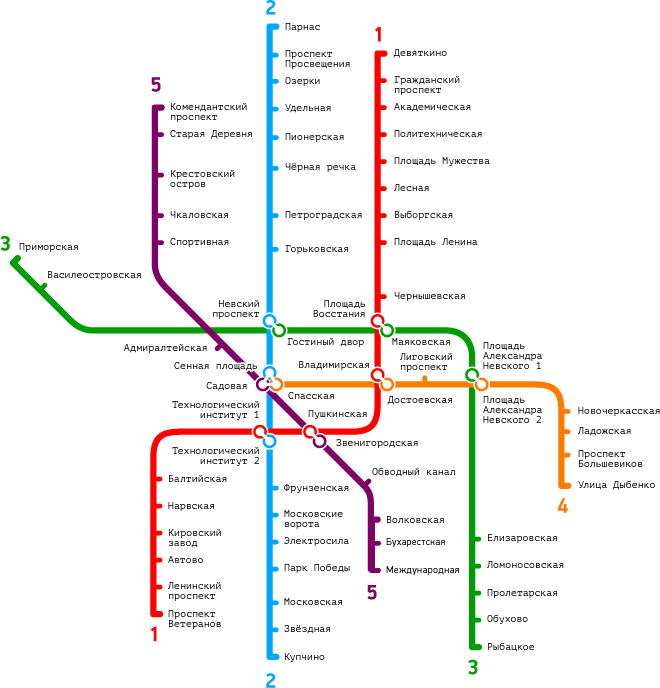 2
Парнас
Проспект
Просвещения
Озерки
Удельная
Пионерская
Чёрная речка
Петроградская
Горьковская
1
Девяткино
Гражданский
проспект
Академическая
Политехническая
Площадь Мужества
Лесная
Выборгская
Площадь Ленина
Чернышевская
5
Комендантский
проспект
Старая Деревня
Крестовский
остров
Чкаловская
Спортивная
3
Приморская
Василеостровская
Невский
проспект
Площадь
Восстания
Гостиный двор
Маяковская
Площадь
Александра
Невского 1
Адмиралтейская
Сенная площадь
Садовая
Спасская
Владимирская
Лиговский
проспект
Достоевская
Площадь
Александра
Невского 2
Новочеркасская
Ладожская
Проспект
Большевиков
Улица Дыбенко
4
Технологический
институт 1
Пушкинская
Технологический
институт 2
Звенигородская
Обводный канал
Балтийская
Нарвская
Кировский
завод
Автово
Ленинский
проспект
Проспект
Ветеранов
1
Фрунзенская
Московские
ворота
Электросила
Парк Победы
Московская
Звёздная
Купчино
2
Волковская
Бухарестская
Международная
5
Елизаровская
Ломоносовская
Пролетарская
Обухово
Рыбацкое
3